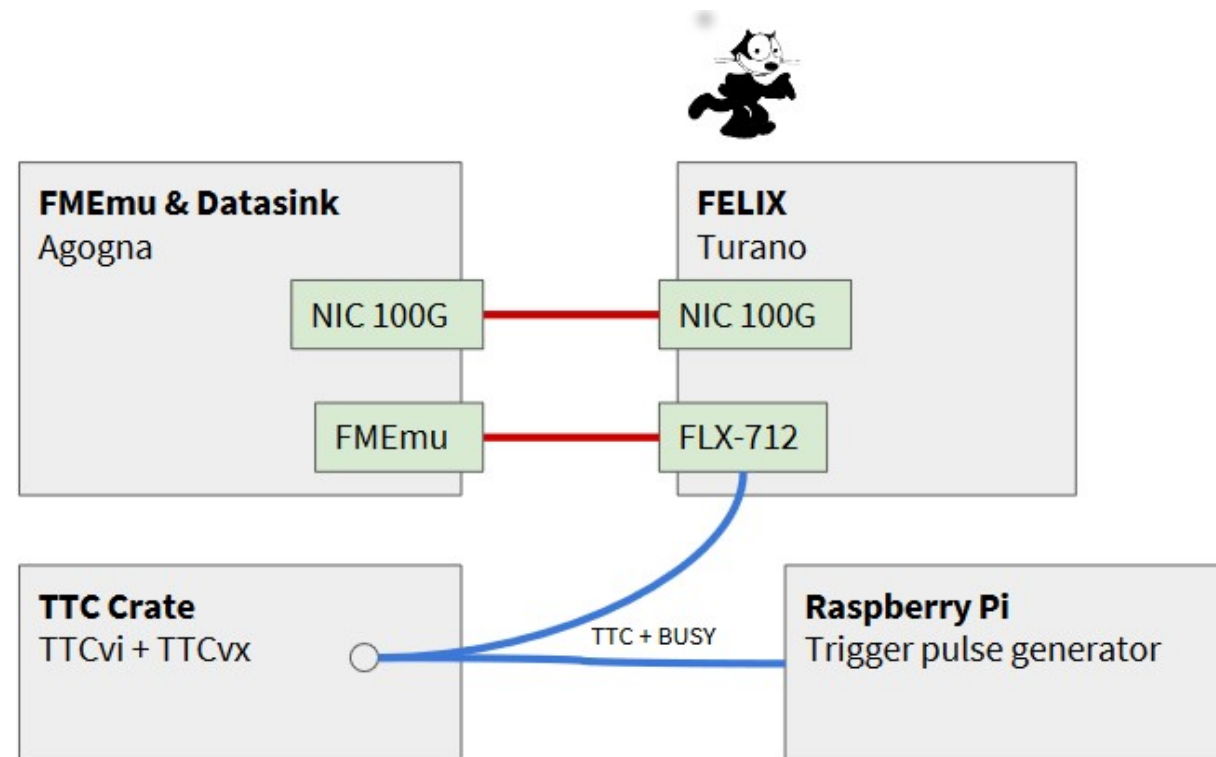 FMEmu & Datasink
Agogna
NIC 100G
FMEmu
FELIX
Turano
NIC 100G
FLX-712
TTC Crate
TTCvi + TTCvx
TTC + BUSY
Raspberry Pi
Trigger pulse generator